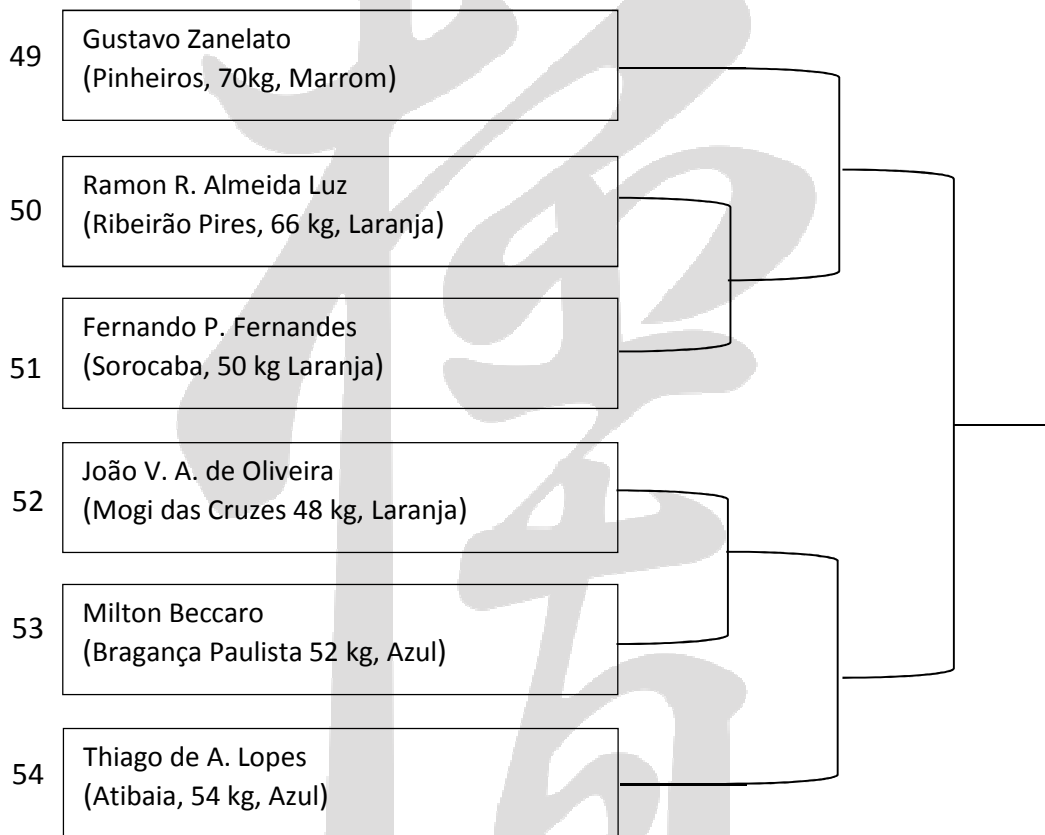 49
Gustavo Zanelato
(Pinheiros, 70kg, Marrom)
50
Ramon R. Almeida Luz
(Ribeirão Pires, 66 kg, Laranja)
51
Fernando P. Fernandes
(Sorocaba, 50 kg Laranja)
52
João V. A. de Oliveira
(Mogi das Cruzes 48 kg, Laranja)
53
Milton Beccaro
(Bragança Paulista 52 kg, Azul)
54
Thiago de A. Lopes
(Atibaia, 54 kg, Azul)